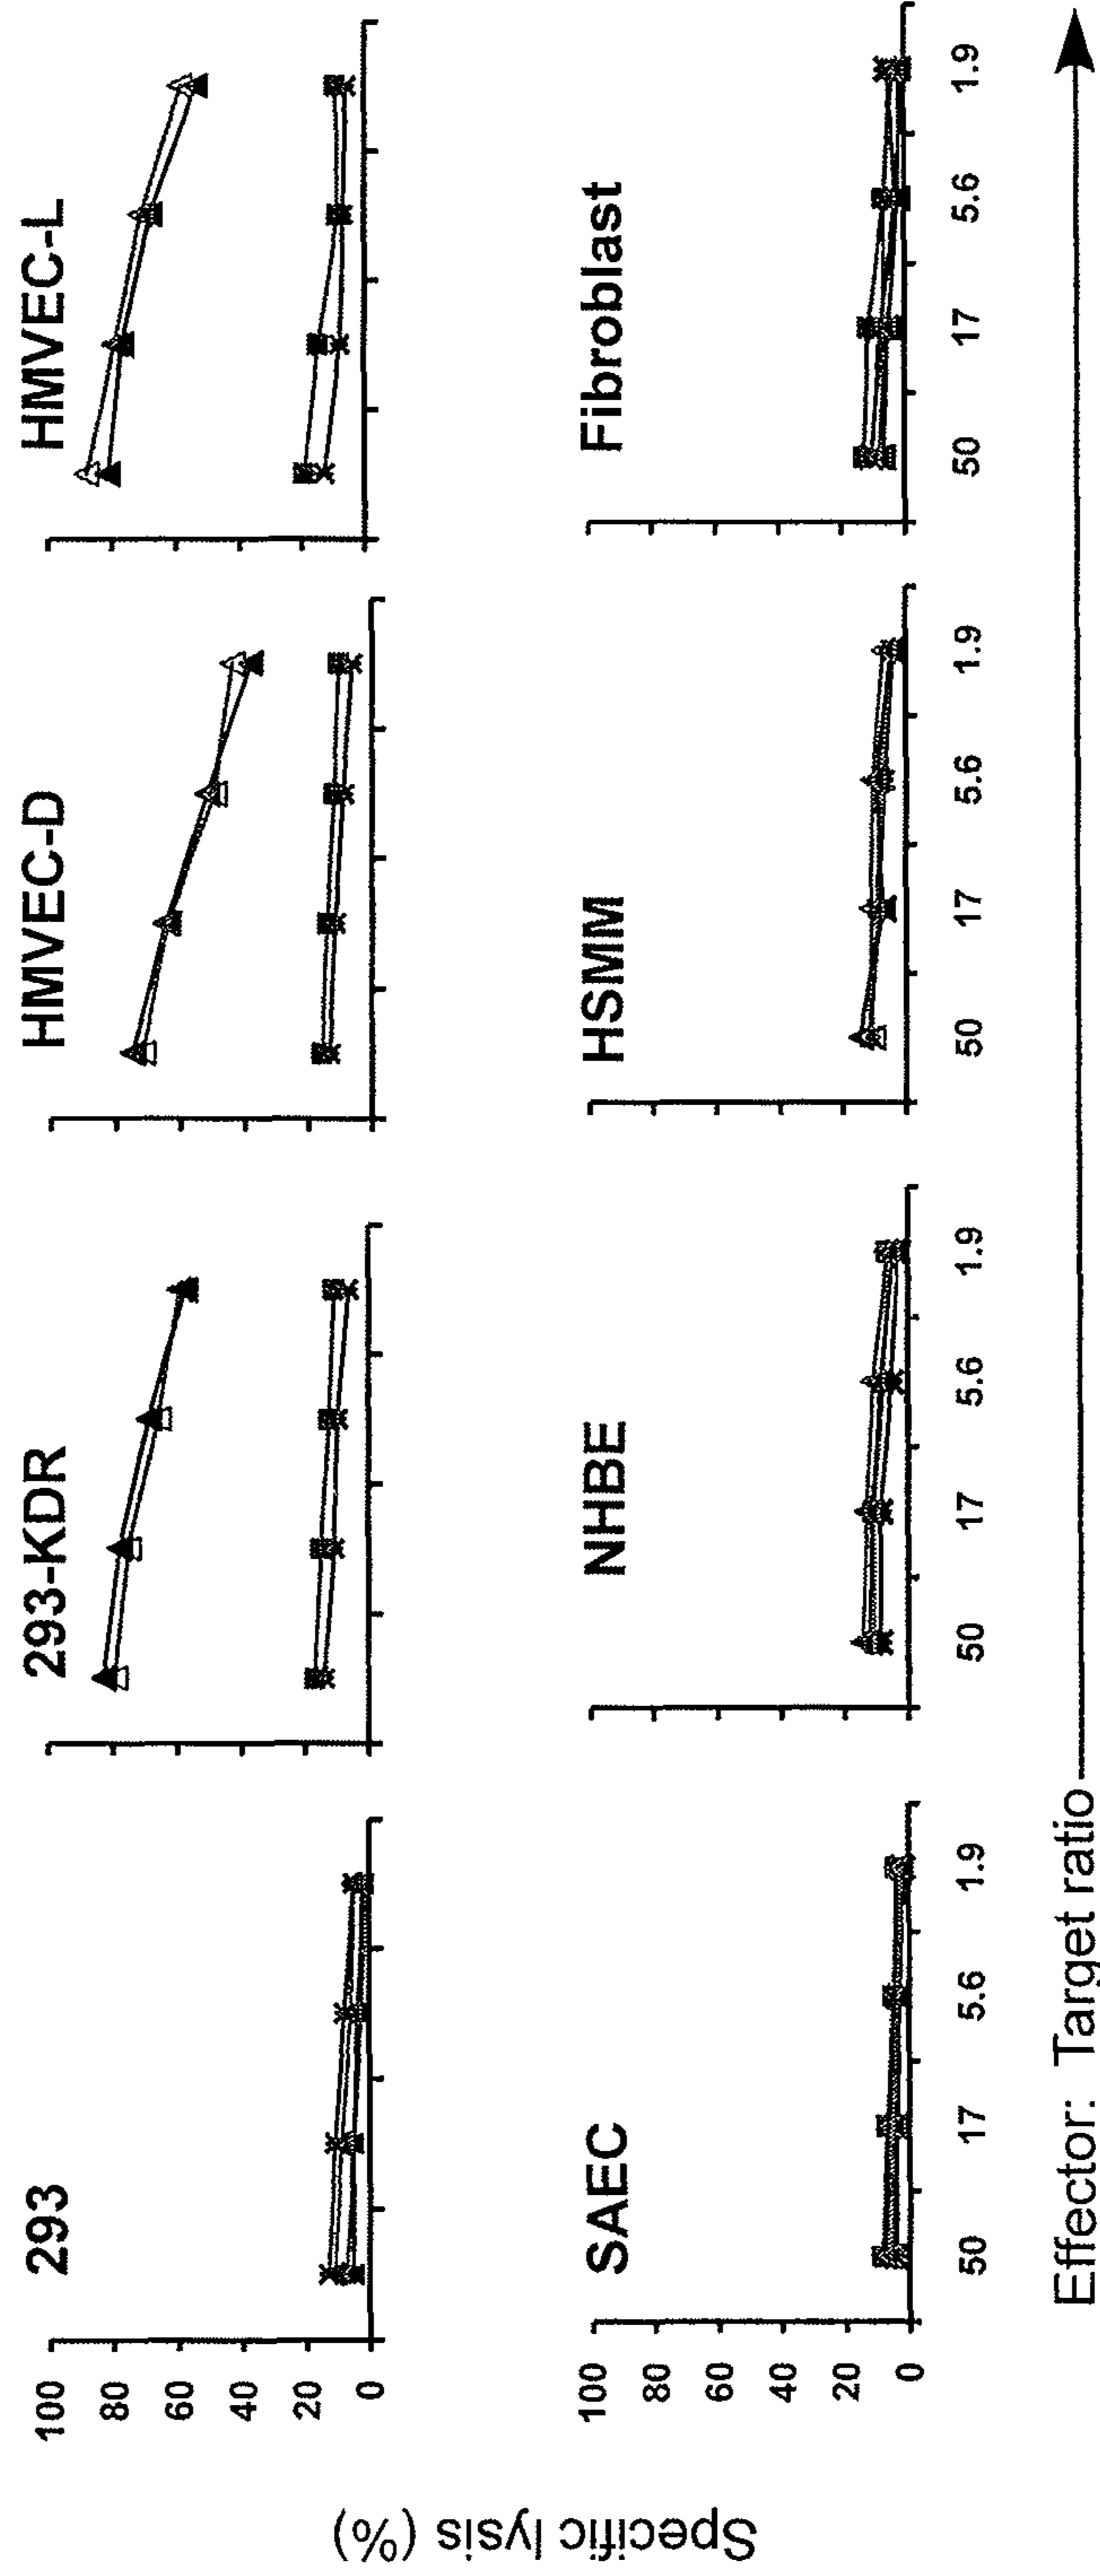 Specific lysis (%)
293
293-KDR
HMVEC-D
HMVEC-L
100
80
60
40
20
0
SAEC
NHBE
HSMM
Fibroblast
100
80
60
40
20
0
50 17 5.6 1.9
50 17 5.6 1.9
50 17 5.6 1.9
50 17 5.6 1.9
Effector: Target ratio